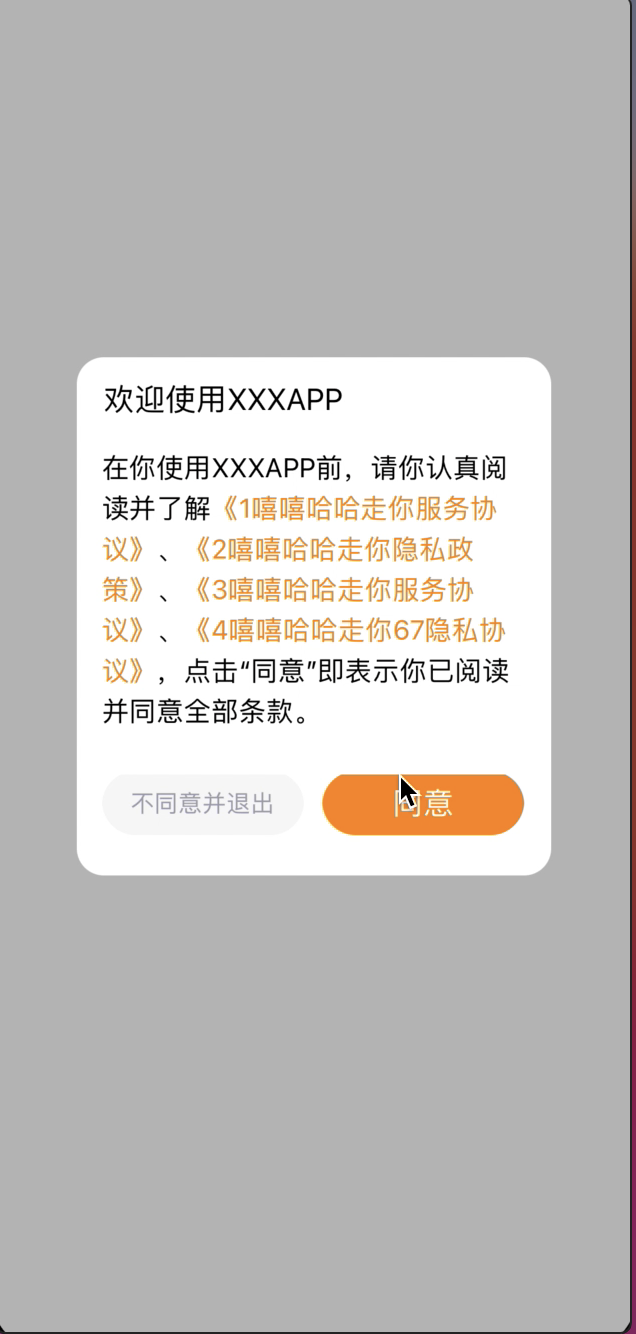 欢迎使用XXXAPP
在你使用XXXAPP前，请你认真阅
读并了解《1嘻嘻哈哈走你服务协
议》、《2嘻嘻哈哈走你隐私政
策》、《3嘻嘻哈哈走你服务协
议》、《4嘻嘻哈哈走你67隐私协
议》，点击“同意”即表示你已阅读
并同意全部条款。
不同意并退出
同意